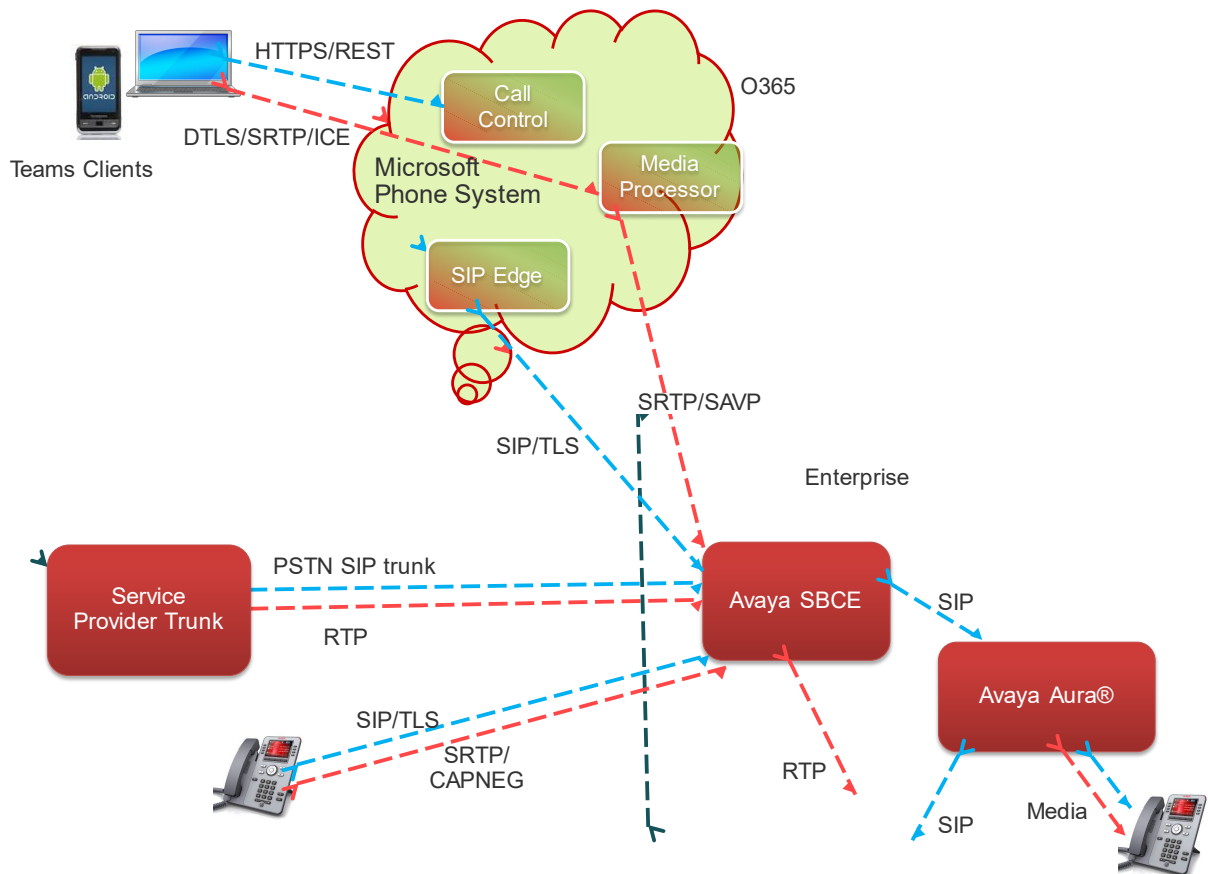 HTTPS/REST
O365
Call
Control
DTLS/SRTP/ICE
Teams Clients
Microsoft
Phone System
Media
Processor
SIP Edge
SRTP/SAVP
SIP/TLS
Enterprise
PSTN SIP trunk
Service
Provider Trunk
RTP
Avaya SBCE
SIP
Avaya Aura®
SIP/TLS
SRTP/
CAPNEG
RTP
Media
SIP
ANDROID